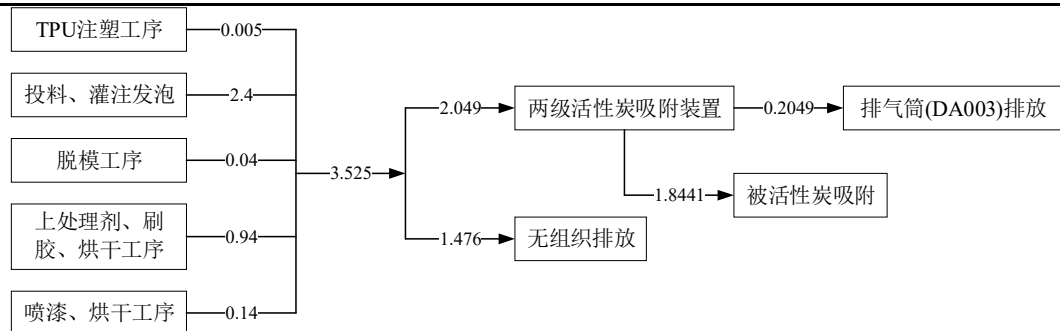 TPU注塑工序
0.005
投料、灌注发泡
2.4
脱模工序
0.04
上处理剂、刷
胶、烘干工序
0.94
喷漆、烘干工序
0.14
3.525
2.049
两级活性炭吸附装置
0.2049
排气筒(DA003)排放
1.8441
被活性炭吸附
1.476
无组织排放